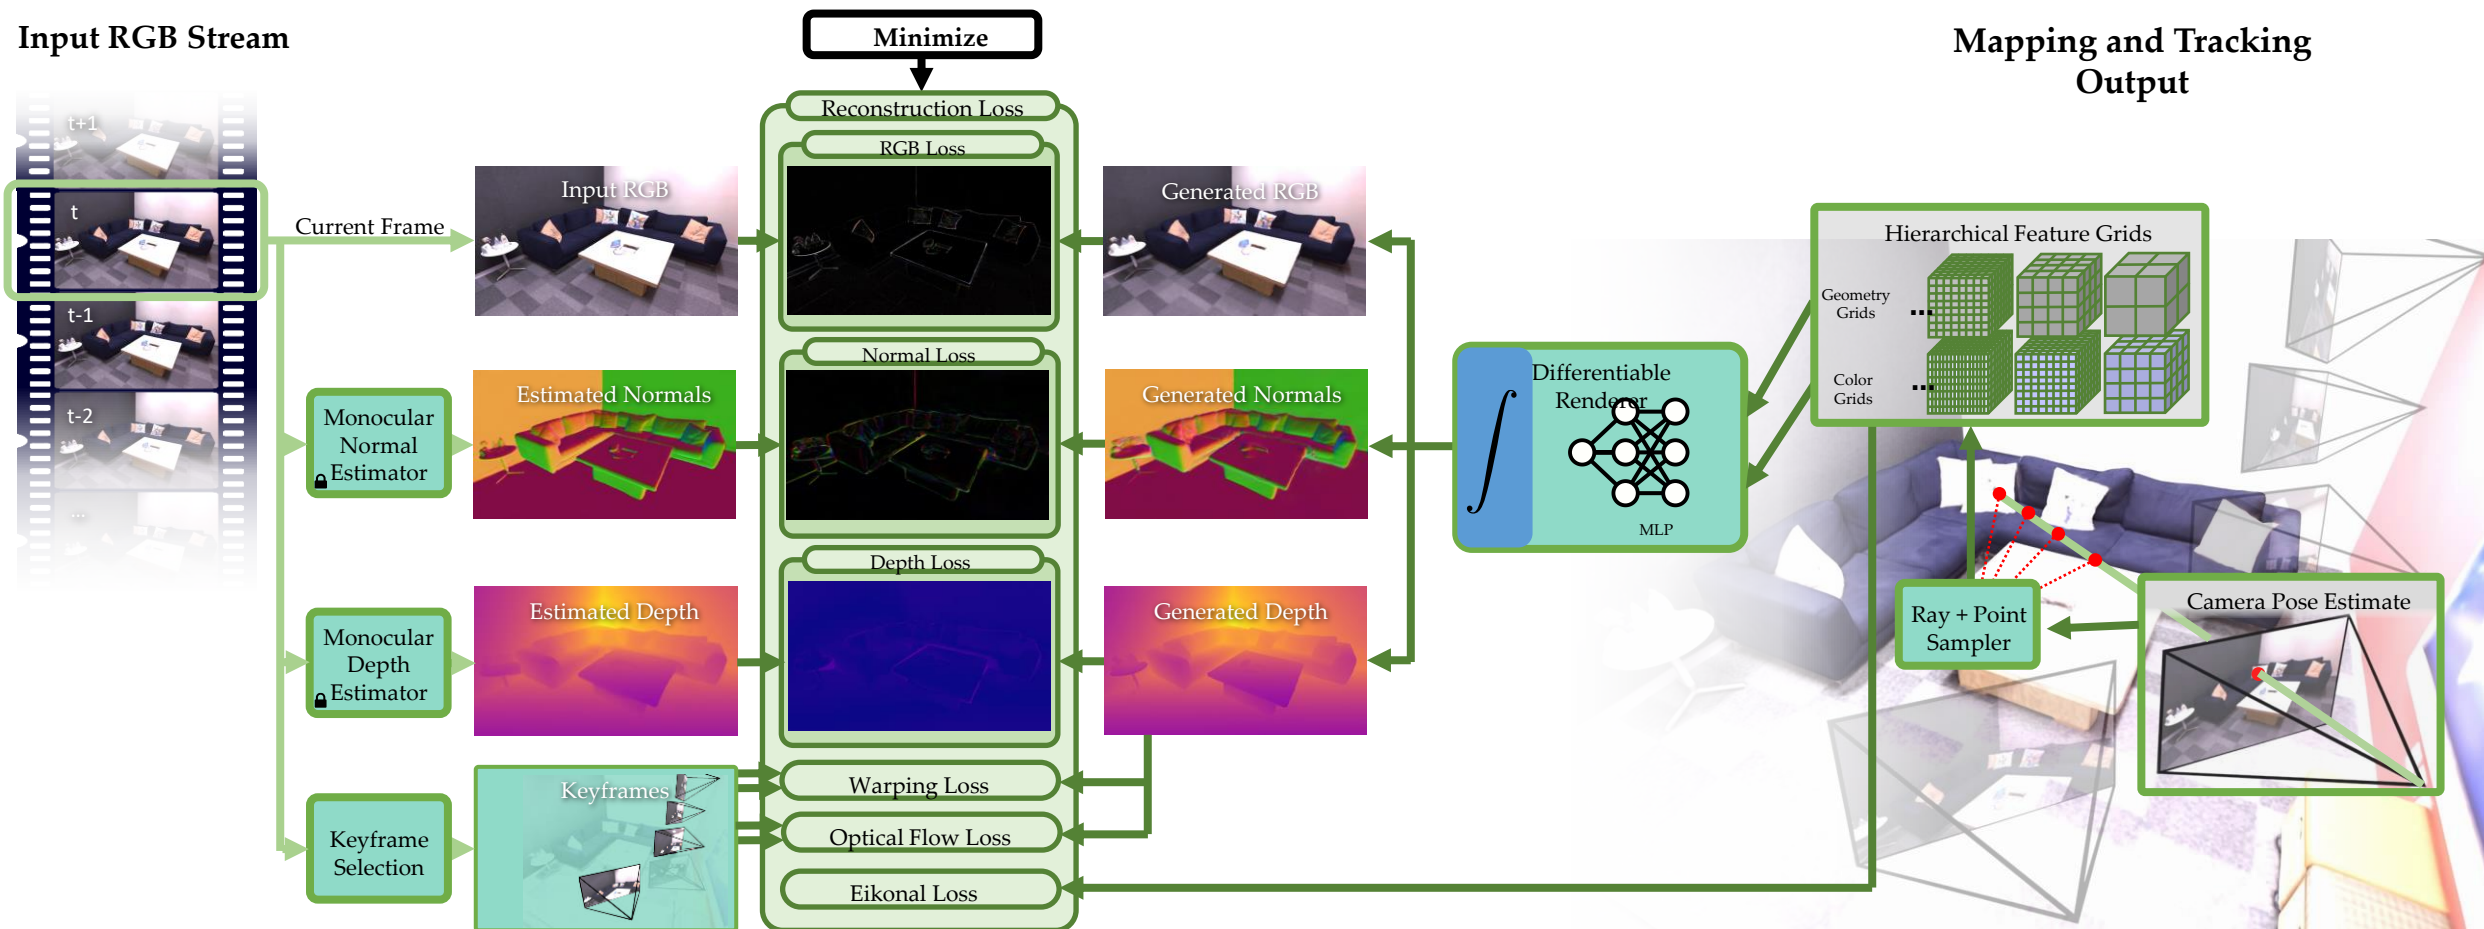 Input RGB Stream
Minimize
Mapping and Tracking
Output
t+1
t
t-1
t-2
...
Current Frame
Input RGB
Monocular
Normal
Estimator
Estimated Normals
Monocular
Depth
Estimator
Estimated Depth
Keyframe
Selection
Keyframes
Reconstruction Loss
RGB Loss
Normal Loss
Depth Loss
Warping Loss
Optical Flow Loss
Eikonal Loss
Generated RGB
Generated Normals
Generated Depth
∫
Differentiable
Renderer
MLP
Hierarchical Feature Grids
Geometry
Grids
...
Color
Grids
...
Ray + Point
Sampler
Camera Pose Estimate